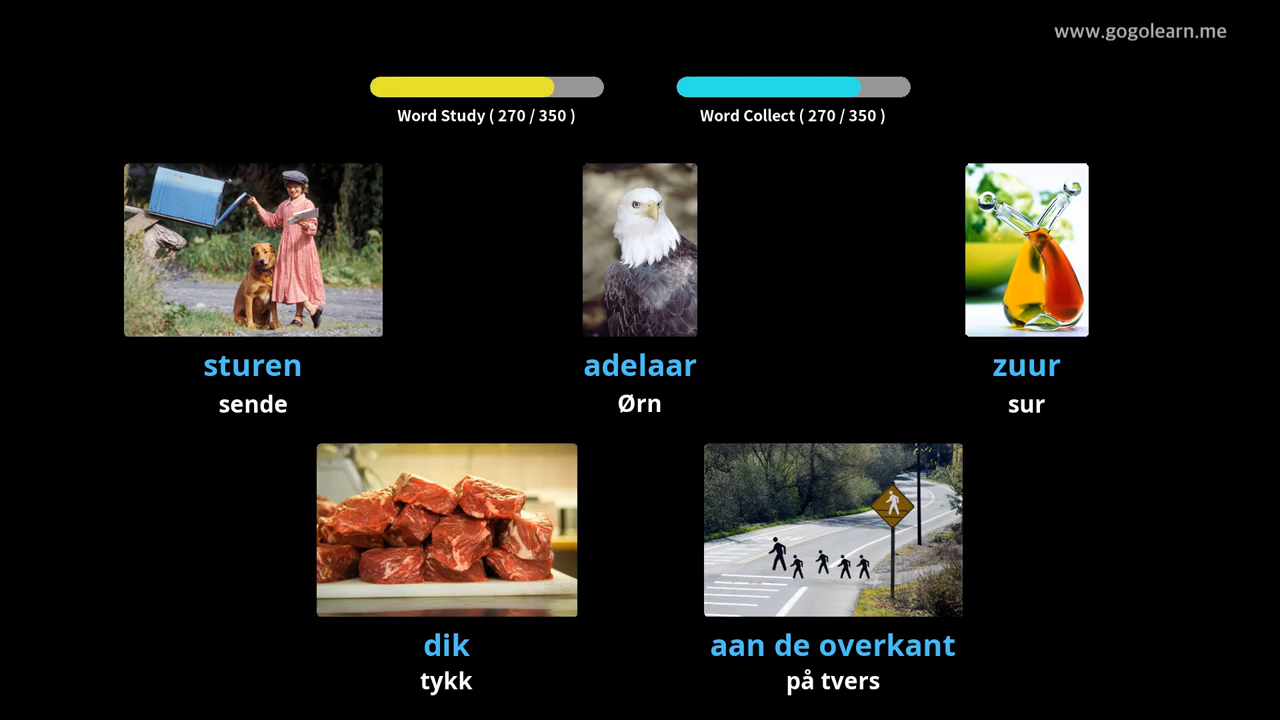 www.gogolearn.me
Word Study ( 270 / 350 )
Word Collect ( 270 / 350 )
sturen
sende
adelaar
Ørn
zuur
sur
dik
tykk
aan de overkant
på tvers